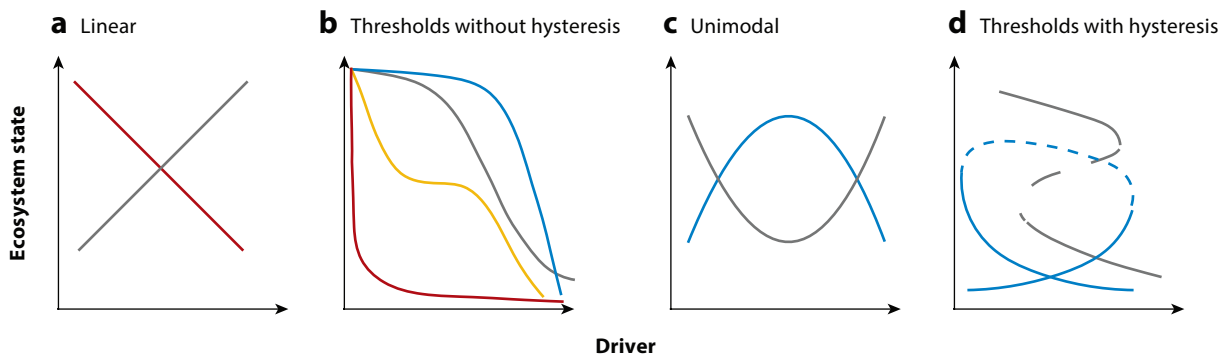 a Linear
b Thresholds without hysteresis
c Unimodal
d Thresholds with hysteresis
Ecosystem state
Driver